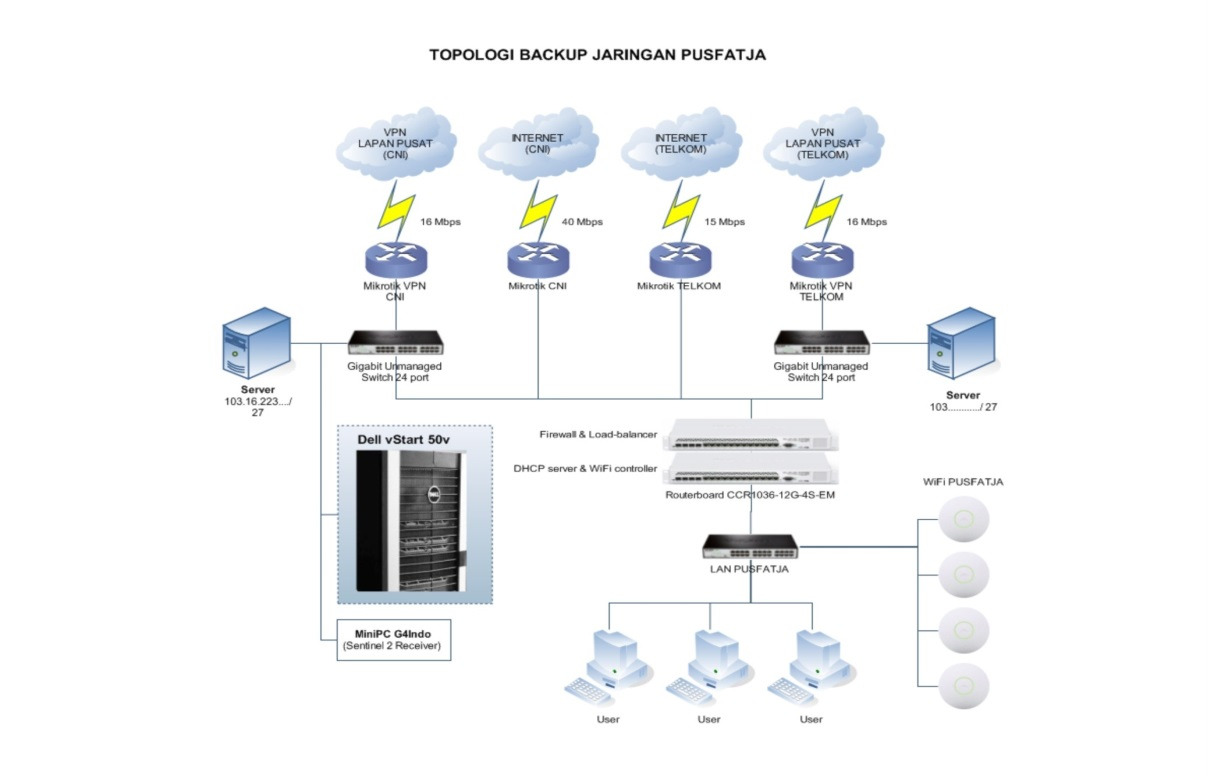 TOPOLOGI BACKUP JARINGAN PUSFATJA
VPN
LAPAN PUSAT
(CNI)
INTERNET
(CNI)
INTERNET
(TELKOM)
VPN
LAPAN PUSAT
(TELKOM)
16 Mbps
40 Mbps
15 Mbps
16 Mbps
Mikrotik VPN
CNI
Mikrotik CNI
Mikrotik TELKOM
Mikrotik VPN
TELKOM
Gigabit Unmanaged
Switch 24 port
Gigabit Unmanaged
Switch 24 port
Server
103.16.223..../
27
Server
103.........../ 27
Dell vStart 50v
DELL
Firewall & Load-balancer
DHCP server & WiFi controller
Routerboard CCR1036-12G-4S-EM
WiFi PUSFATJA
LAN PUSFATJA
MiniPC G4Indo
(Sentinel 2 Receiver)
User
User
User